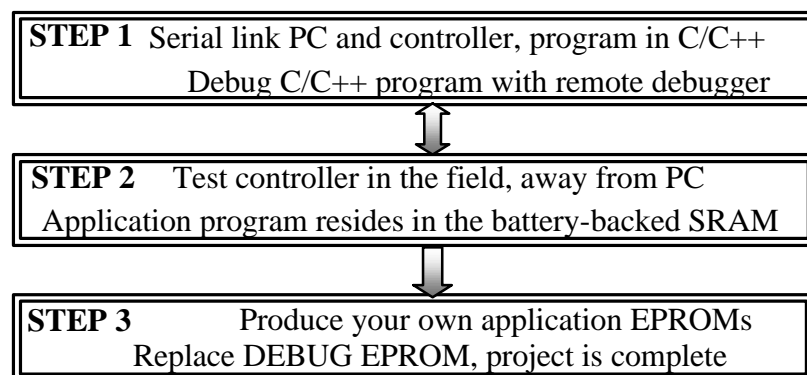 STEP 1 Serial link PC and controller, program in C/C++
Debug C/C++ program with remote debugger
STEP 2 Test controller in the field, away from PC
Application program resides in the battery-backed SRAM
STEP 3 Produce your own application EPROMs
Replace DEBUG EPROM, project is complete